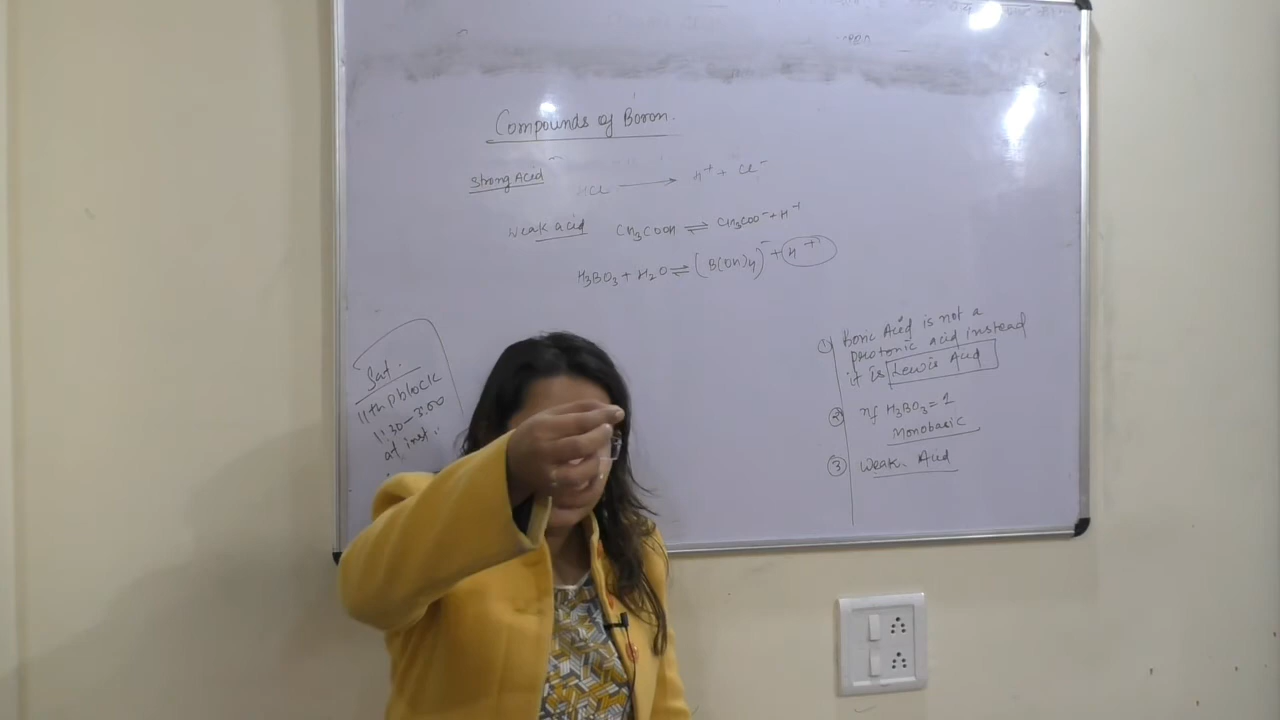 Compounds of Boron.
Strong Acid HCl ⟶ H⁺ + Cl⁻
Weak acid CH₃COOH ⇌ CH₃COO⁻ + H⁺
H₃BO₃ + H₂O ⇌ (B(OH)₄)⁻ + H⁺
① Boric Acid is not a
protonic acid instead
it is Lewis Acid
② nf H₃BO₃ = 1
Monobasic
③ Weak Acid
Sat.
11th P block
1:30-3:00
at inst.